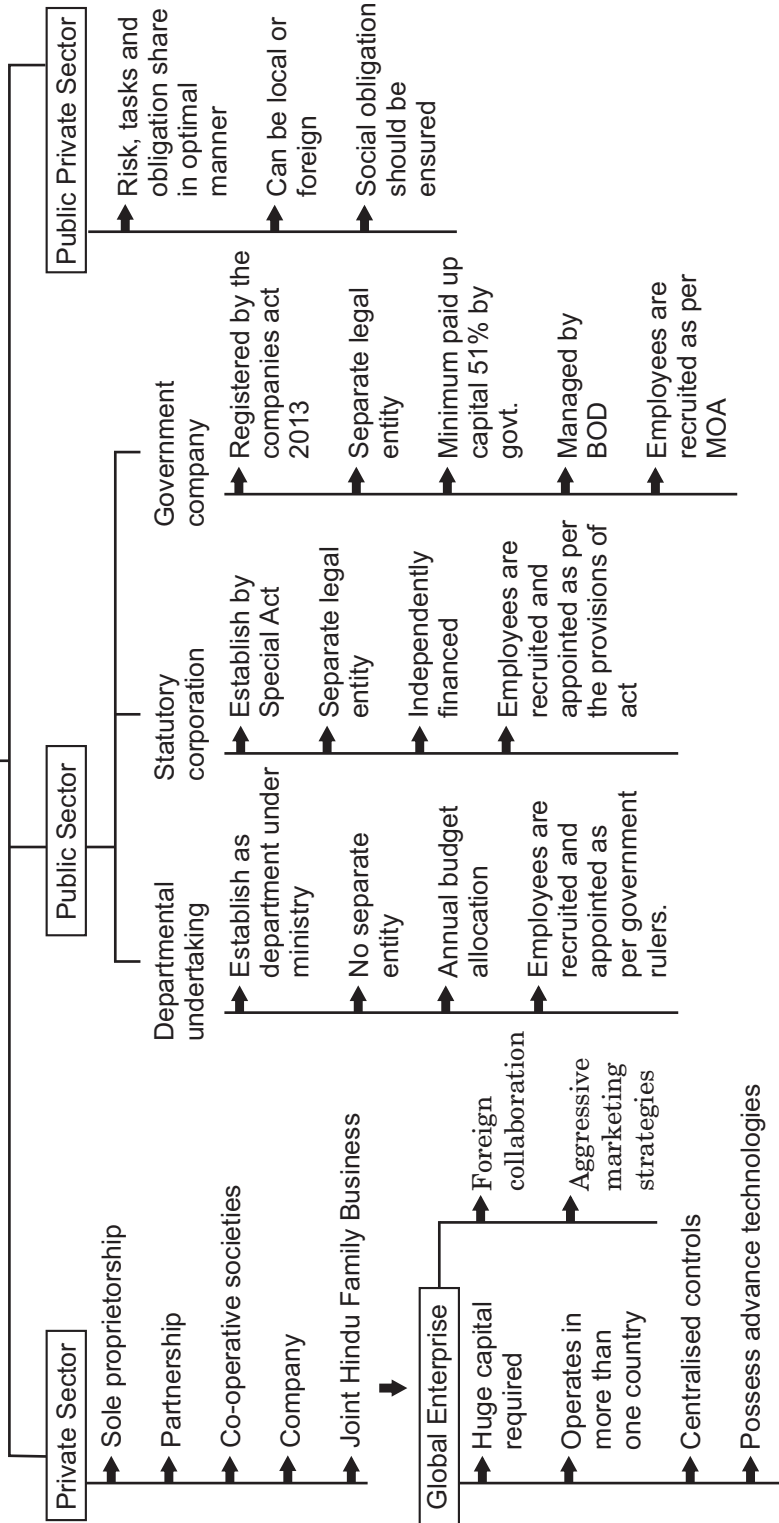 Private Sector
Sole proprietorship
Partnership
Co-operative societies
Company
Joint Hindu Family Business
Global Enterprise
Huge capital
required
Operates in
more than
one country
Centralised controls
Possess advance technologies
Foreign
collaboration
Aggressive
marketing
strategies
Public Sector
Departmental
undertaking
Establish as
department under
ministry
No separate
entity
Annual budget
allocation
Employees are
recruited and
appointed as
per government
rulers.
Statutory
corporation
Establish by
Special Act
Separate legal
entity
Independently
financed
Employees are
recruited and
appointed as per
the provisions of
act
Government
company
Registered by the
companies act
2013
Separate legal
entity
Minimum paid up
capital 51% by
govt.
Managed by
BOD
Employees are
recruited as per
MOA
Public Private Sector
Risk, tasks and
obligation share
in optimal
manner
Can be local or
foreign
Social obligation
should be
ensured